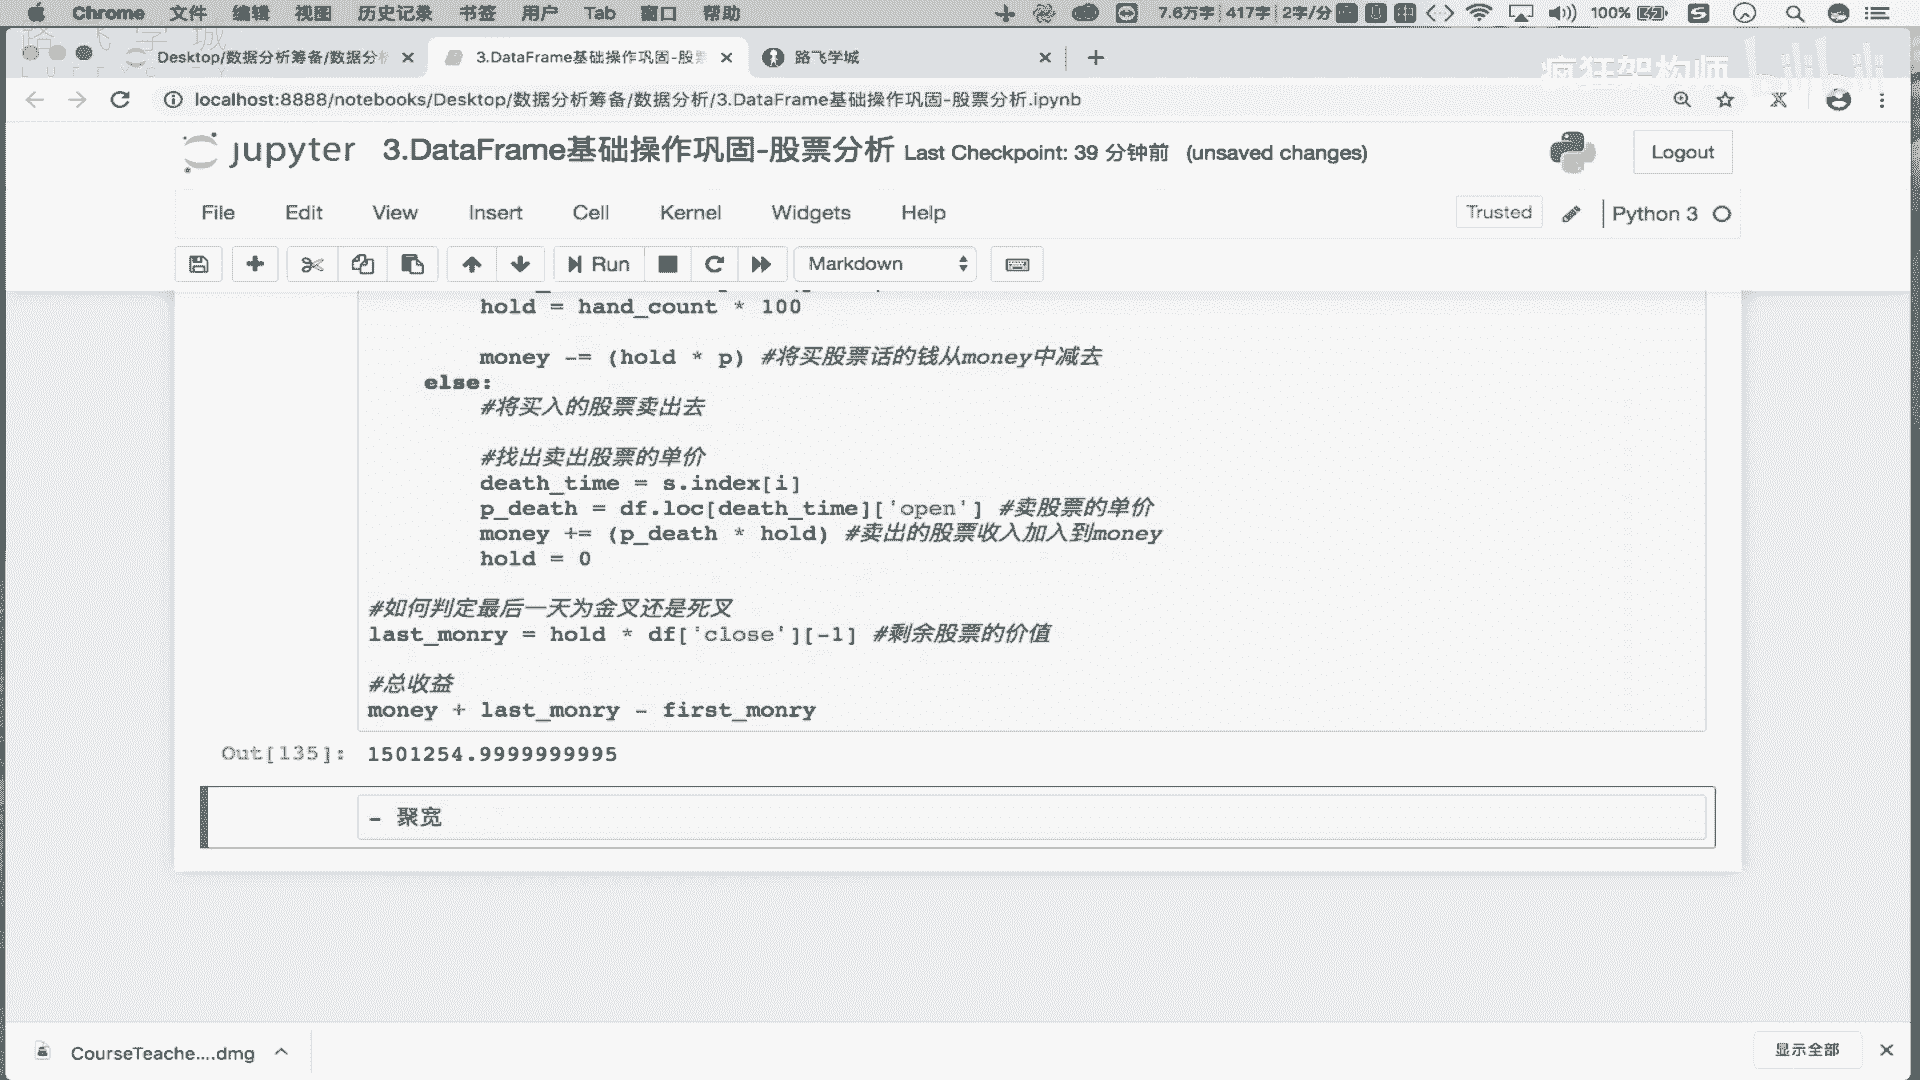 Chrome 文件 编辑 视图 历史记录 书签 用户 Tab 窗口 帮助 7.6万字 417字 2字/分 100%
路飞学城
Desktop/数据分析筹备/数据分析 3.DataFrame基础操作巩固-股票 路飞学城
疯狂架构师 bilibili
localhost:8888/notebooks/Desktop/数据分析筹备/数据分析/3.DataFrame基础操作巩固-股票分析.ipynb
jupyter 3.DataFrame基础操作巩固-股票分析 Last Checkpoint: 39 分钟前 (unsaved changes) Logout
File Edit View Insert Cell Kernel Widgets Help Trusted Python 3
Run Markdown
hold = hand_count * 100
money -= (hold * p) #将买股票话的钱从money中减去
else:
#将买入的股票卖出去
#找出卖出股票的单价
death_time = s.index[i]
p_death = df.loc[death_time]['open'] #卖股票的单价
money += (p_death * hold) #卖出的股票收入加入到money
hold = 0
#如何判定最后一天为金叉还是死叉
last_monry = hold * df['close'][-1] #剩余股票的价值
#总收益
money + last_monry - first_monry
Out[135]: 1501254.9999999995
- 聚宽
CourseTeache....dmg 显示全部